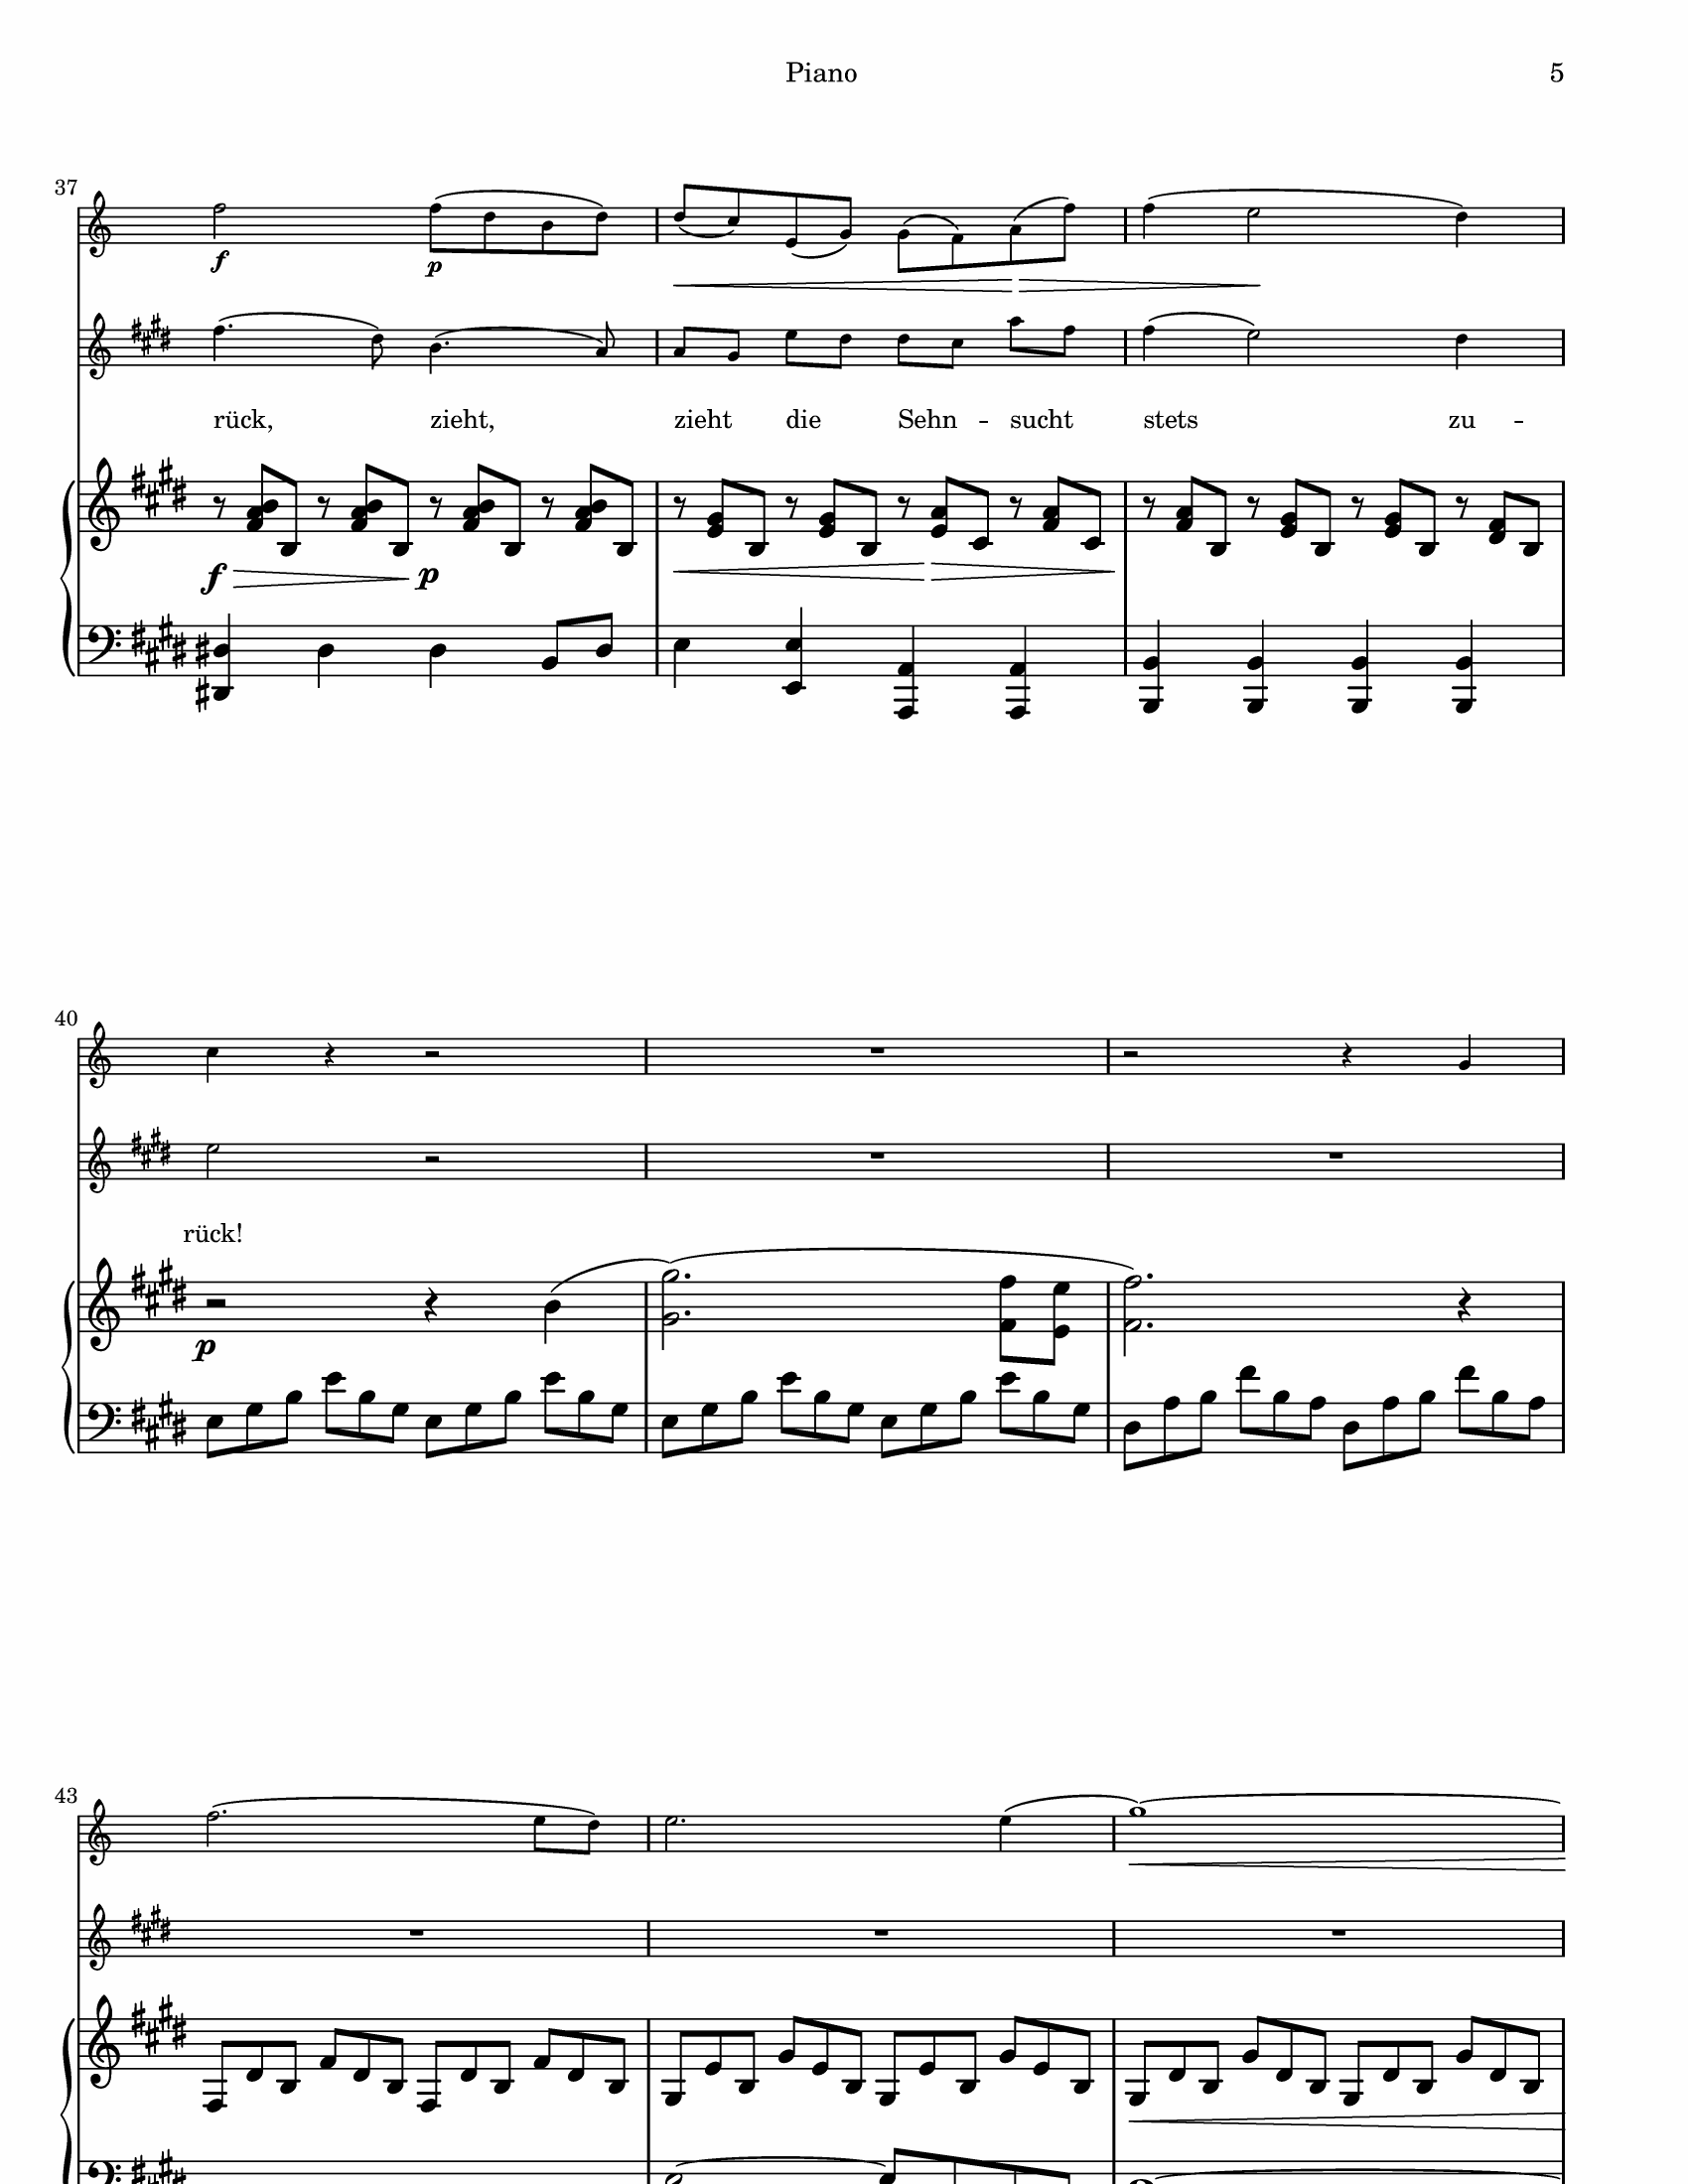 Piano 5
37
f p
rück, zieht, zieht die Sehn - sucht stets zu -
f p
40
rück!
p
43